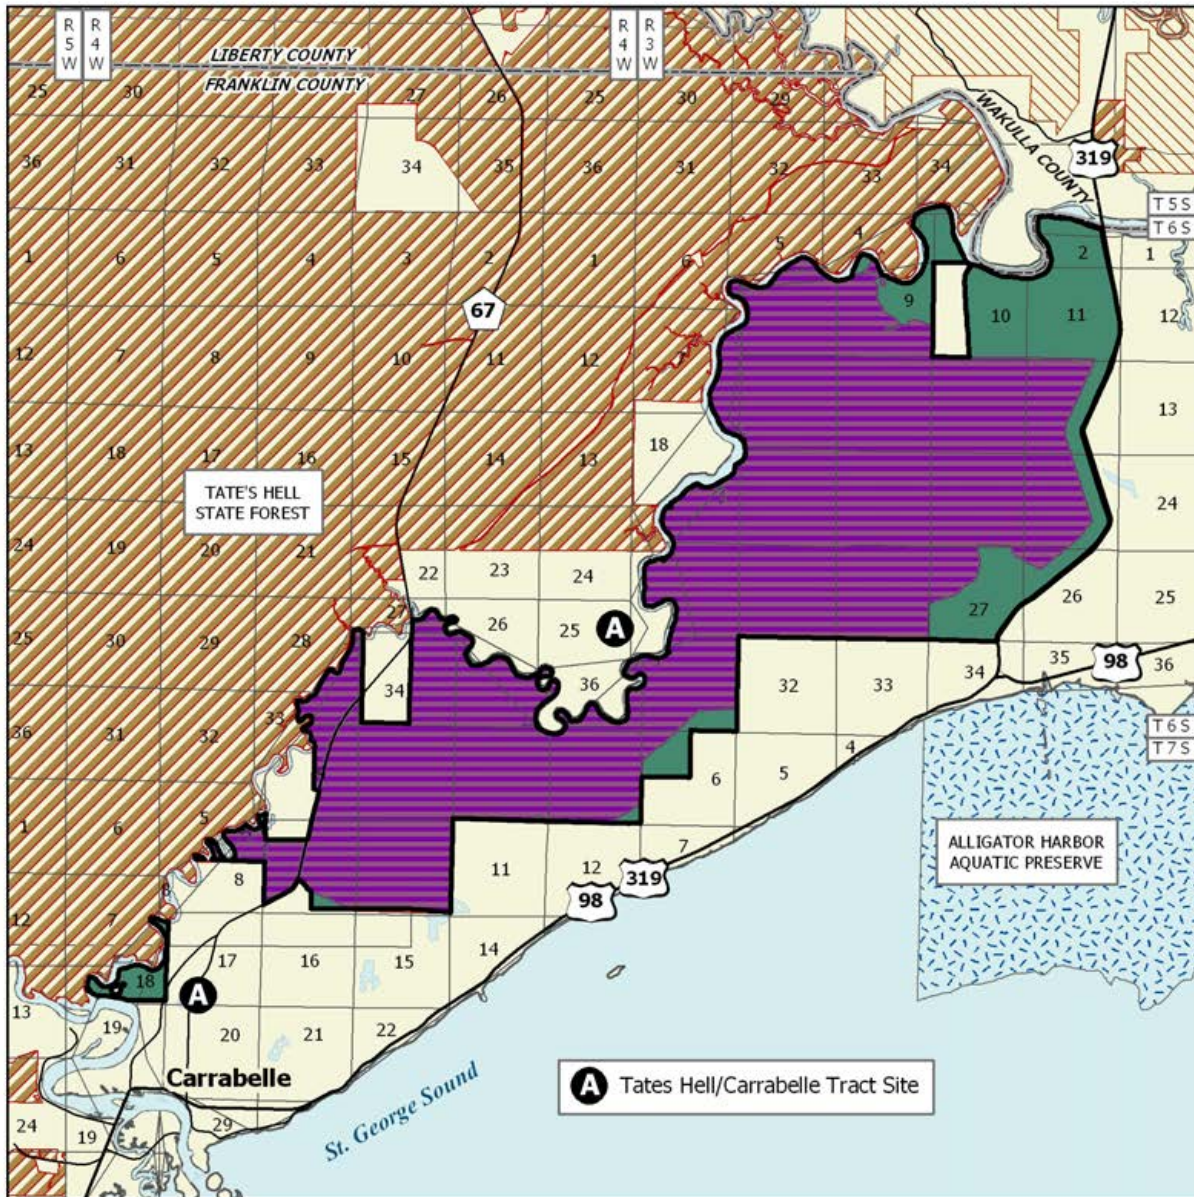 R R
5 4
W W
R R
4 3
W W
LIBERTY COUNTY
FRANKLIN COUNTY
WAKULLA COUNTY
25 30 27 26 25 30 29
319
36 31 32 33 34 35 36 31 32 33 34
T 5 S
T 6 S
1 6 5 4 3 2 1 6 5 4 2 1
67
9 10 11 12
12 7 8 9 10 11 12 7
13
18
13 18 17 16 15 14 13
TATE'S HELL
STATE FOREST
24
24 19 20 21
22 23 24
27 26 25 A 27 26 25
25 30 29 28
35 98 36
34 36 32 33 34
33
36 31 32
T 6 S
T 7 S
4
6 5
1 6 5
7
ALLIGATOR HARBOR
AQUATIC PRESERVE
8 8 11 12
319
98
12 7
14
17 16 15
18
A
13 19 20 21 22
Carrabelle
A Tates Hell/Carrabelle Tract Site
St. George Sound
24 19 29